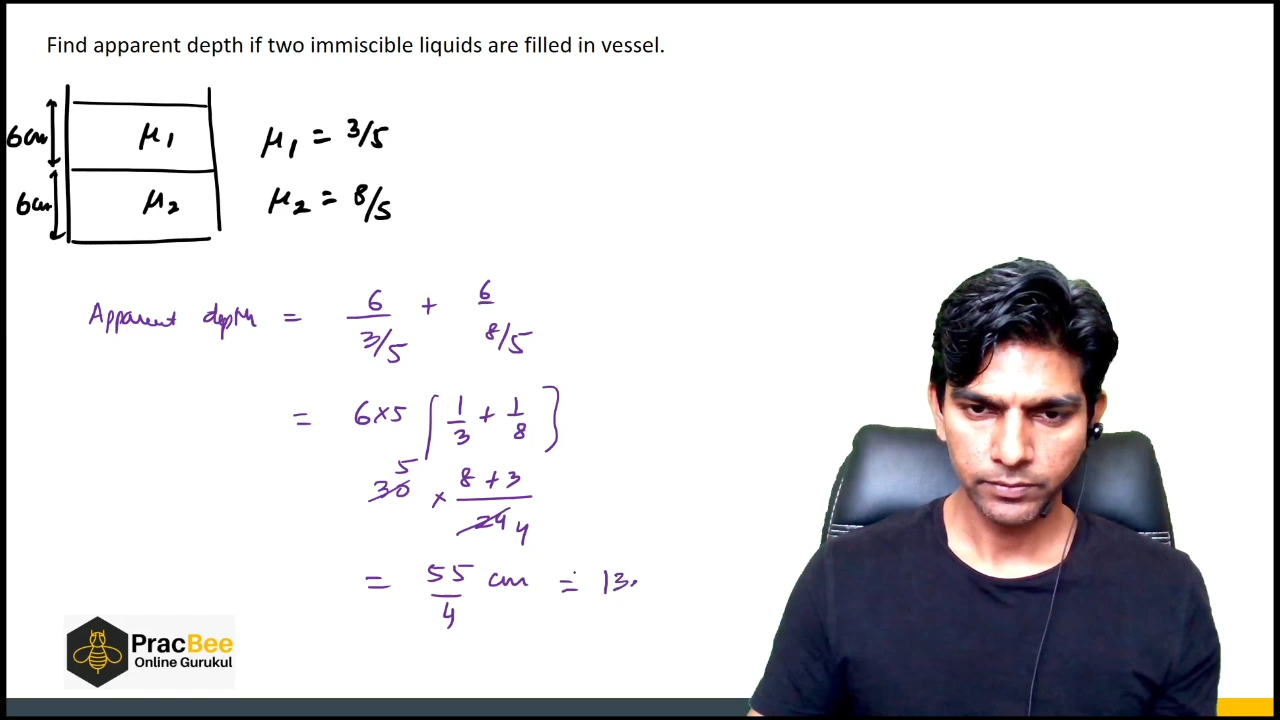 Find apparent depth if two immiscible liquids are filled in vessel.
6cm μ1 μ1 = 3/5
6cm μ2 μ2 = 8/5
Apparent depth = 6/3/5 + 6/8/5
= 6×5 [1/3 + 1/8]
30 5 × 8+3/24 4
= 55/4 cm = 13.
PracBee
Online Gurukul